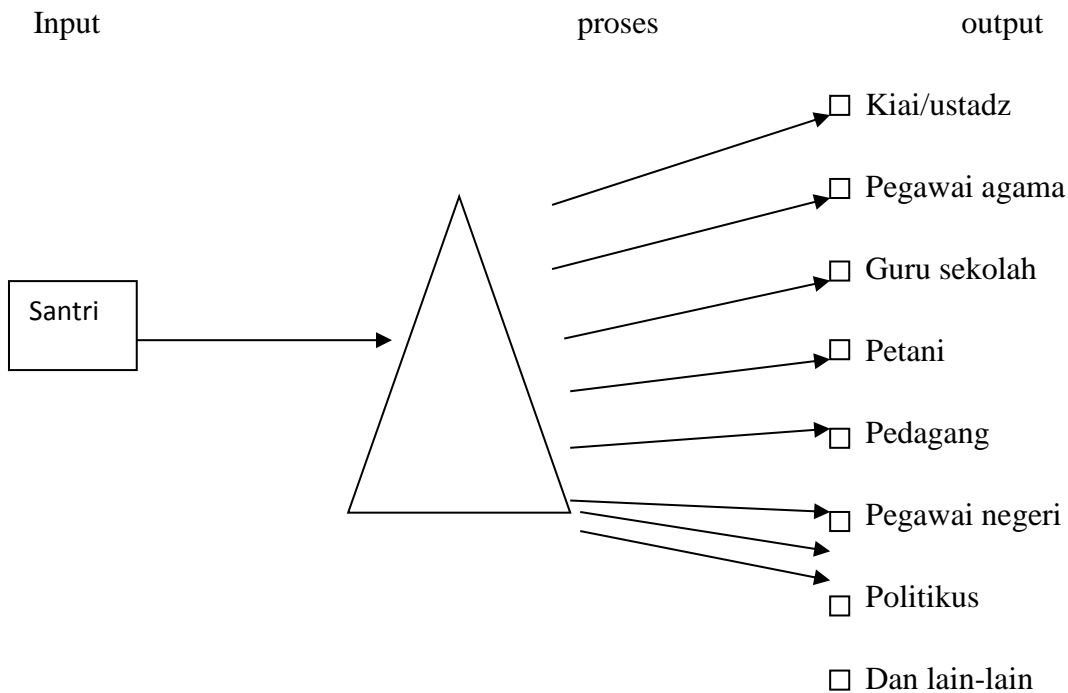 Input proses output
Kiai/ustadz
Pegawai agama
Guru sekolah
Santri
Petani
Pedagang
Pegawai negeri
Politikus
Dan lain-lain